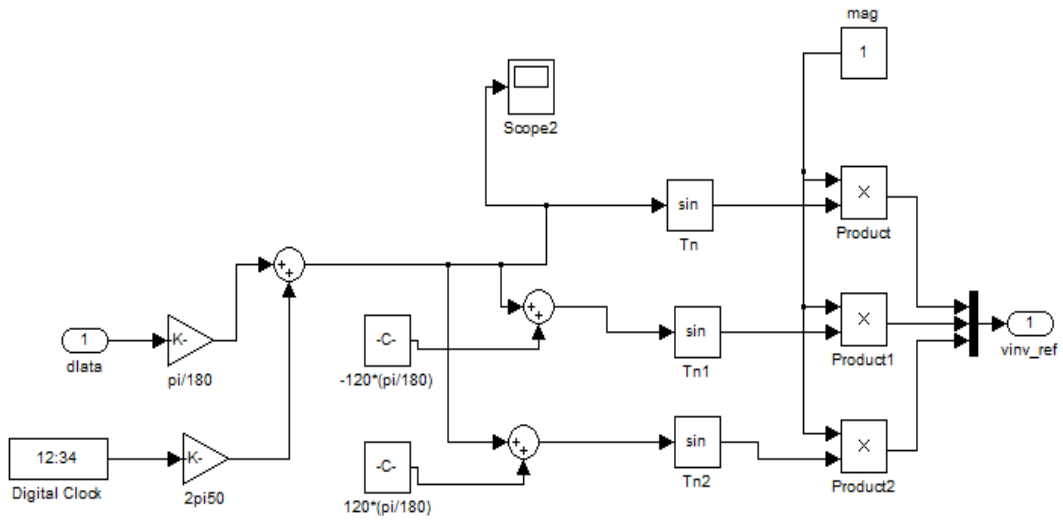 mag
1
Scope2
sin
Tn
×
Product
+
+
1
dlata
K-
pi/180
-C-
-120*(pi/180)
+
+
sin
Tn1
×
Product1
1
vinv_ref
12:34
Digital Clock
K-
2pi50
-C-
120*(pi/180)
+
+
sin
Tn2
×
Product2